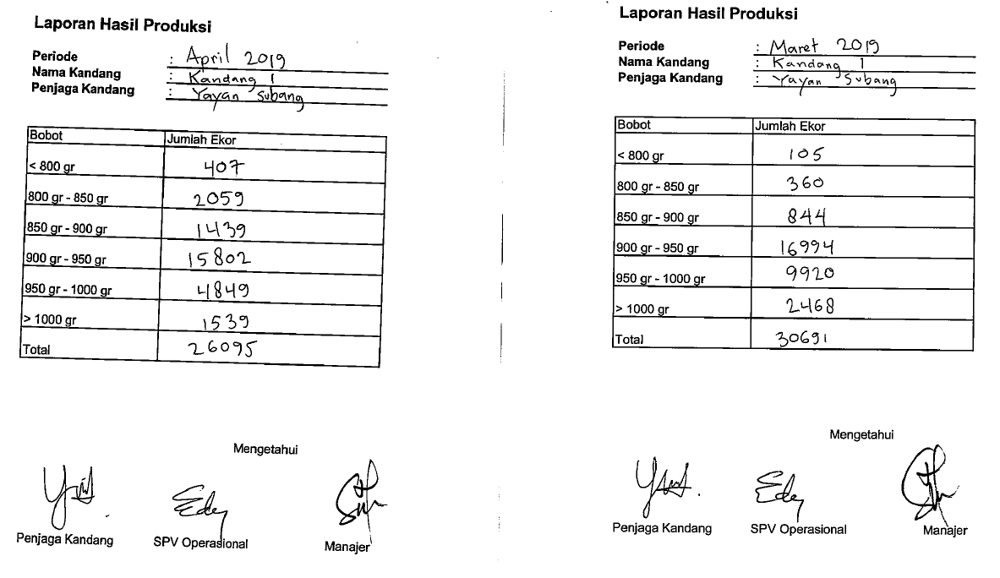 Laporan Hasil Produksi
Periode : April 2019
Nama Kandang : Kandang 1
Penjaga Kandang : Yayan Subang
Bobot Jumlah Ekor
< 800 gr 407
800 gr - 850 gr 2059
850 gr - 900 gr 1439
900 gr - 950 gr 15802
950 gr - 1000 gr 4849
> 1000 gr 1539
Total 26095
Mengetahui
Penjaga Kandang SPV Operasional Manajer
Laporan Hasil Produksi
Periode : Maret 2019
Nama Kandang : Kandang 1
Penjaga Kandang : Yayan Subang
Bobot Jumlah Ekor
< 800 gr 105
800 gr - 850 gr 360
850 gr - 900 gr 844
900 gr - 950 gr 16994
950 gr - 1000 gr 9920
> 1000 gr 2468
Total 30691
Mengetahui
Penjaga Kandang SPV Operasional Manajer